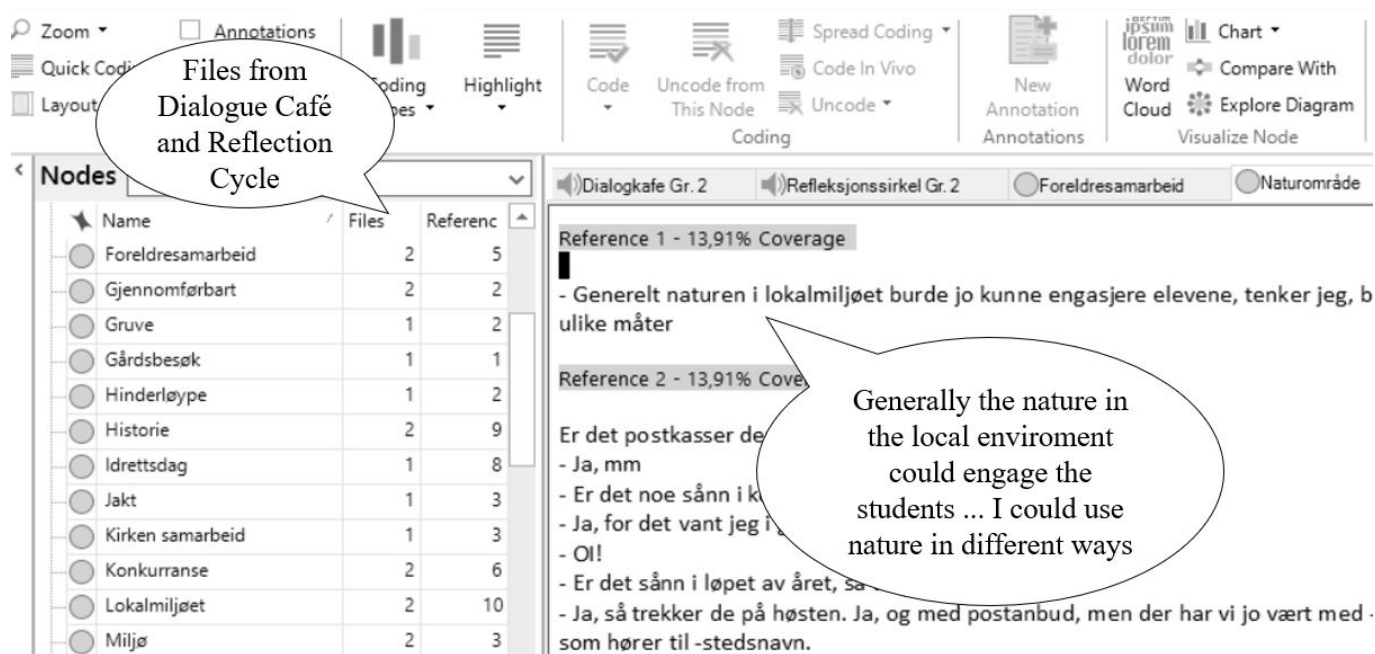 Zoom
Annotations
Quick
Layout
Files from
Dialogue Café
and Reflection
Cycle
Highlight
Code
Uncode from
This Node
Spread Coding
Code In Vivo
Uncode
Coding
New
Annotation
Annotations
ipsum
lorem
dolor
Word
Cloud
Chart
Compare With
Explore Diagram
Visualize Node
Nodes
Dialogkafe Gr. 2
Refleksjonssirkel Gr. 2
Foreldresamarbeid
Naturområde
Name Files Referenc
Foreldresamarbeid 2 5
Gjennomførbart 2 2
Gruve 1 2
Gårdsbesøk 1 1
Hinderløype 1 2
Historie 2 9
Idrettsdag 1 8
Jakt 1 3
Kirken samarbeid 1 3
Konkurranse 2 6
Lokalmiljøet 2 10
Miljø 2 3
Reference 1 - 13,91% Coverage
- Generelt naturen i lokalmiljøet burde jo kunne engasjere elevene, tenker jeg,
ulike måter
Reference 2 - 13,91%
Er det postkasser
- Ja, mm
- Er det noe sånn i
- Ja, for det vant jeg i
- OI!
- Er det sånn i løpet av året,
- Ja, så trekker de på høsten. Ja, og med postanbud, men der har vi jo vært med -
som hører til -stedsnavn.
Generally the nature in
the local enviroment
could engage the
students ... I could use
nature in different ways